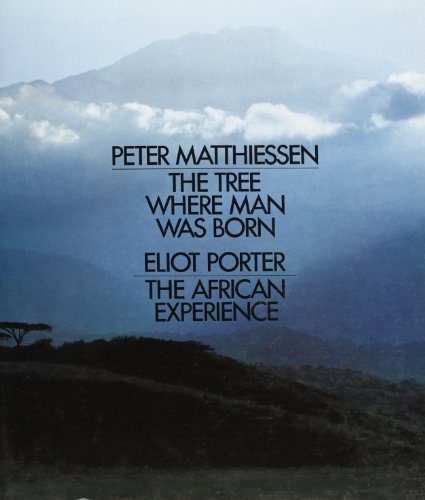 PETER MATTHIESSEN
THE TREE
WHERE MAN
WAS BORN
ELIOT PORTER
THE AFRICAN
EXPERIENCE